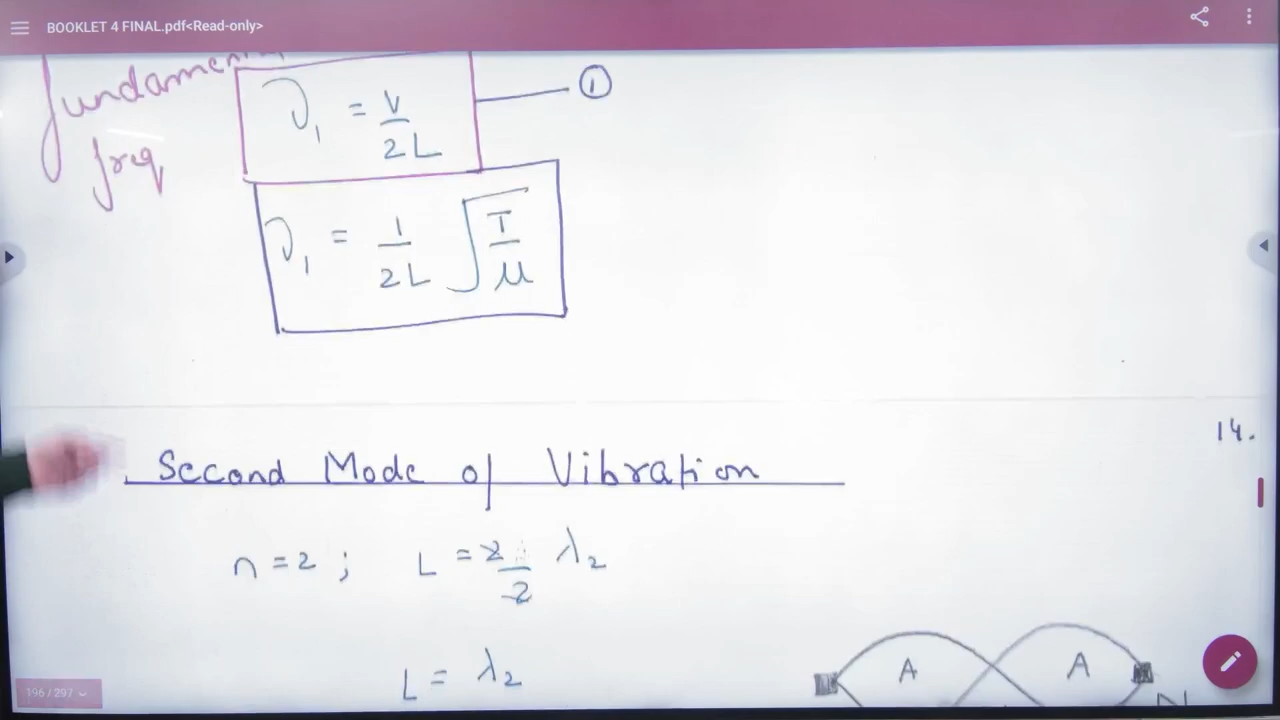 BOOKLET 4 FINAL.pdf<Read-only>
fundamen
freq
ν₁ = V/2L —— ①
ν₁ = 1/2L √(T/μ)
14.
Second Mode of Vibration
n = 2 ; L = 2/2 λ₂
L = λ₂
A A
N
196 / 297